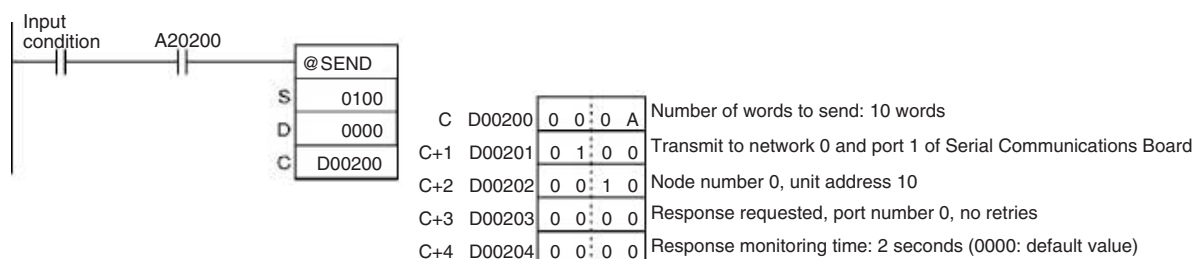 Input
condition
A20200
@SEND
S 0100
D 0000
C D00200
C D00200 0 0 0 A Number of words to send: 10 words
C+1 D00201 0 1 0 0 Transmit to network 0 and port 1 of Serial Communications Board
C+2 D00202 0 0 1 0 Node number 0, unit address 10
C+3 D00203 0 0 0 0 Response requested, port number 0, no retries
C+4 D00204 0 0 0 0 Response monitoring time: 2 seconds (0000: default value)